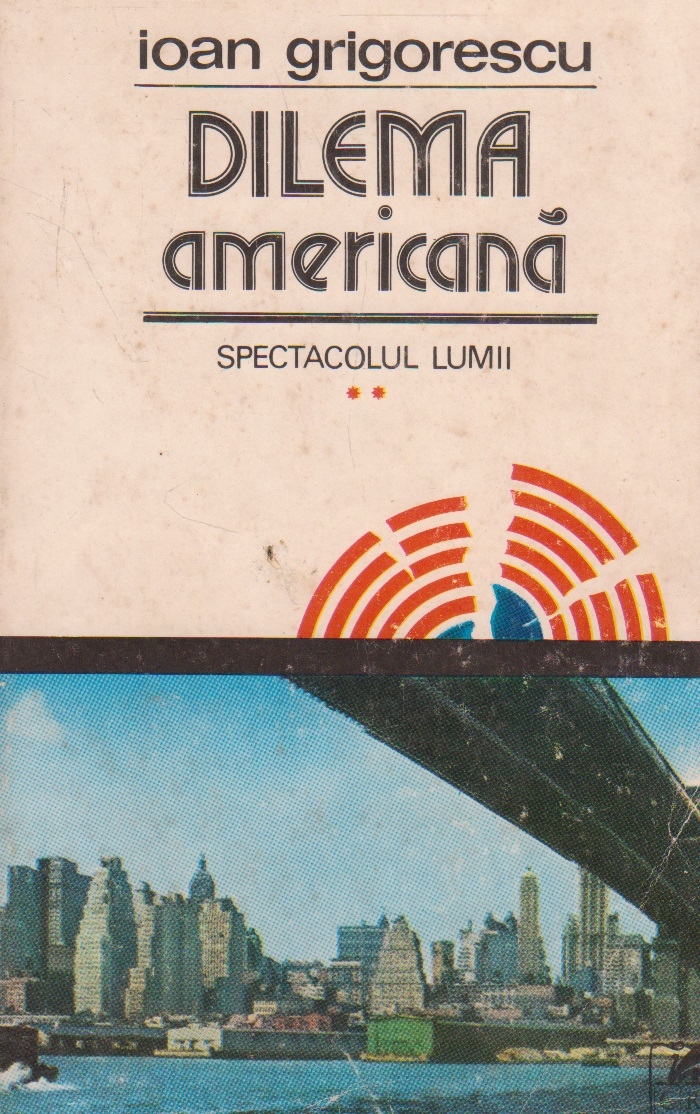 ioan grigorescu
DILEMA
americană
SPECTACOLUL LUMII
**